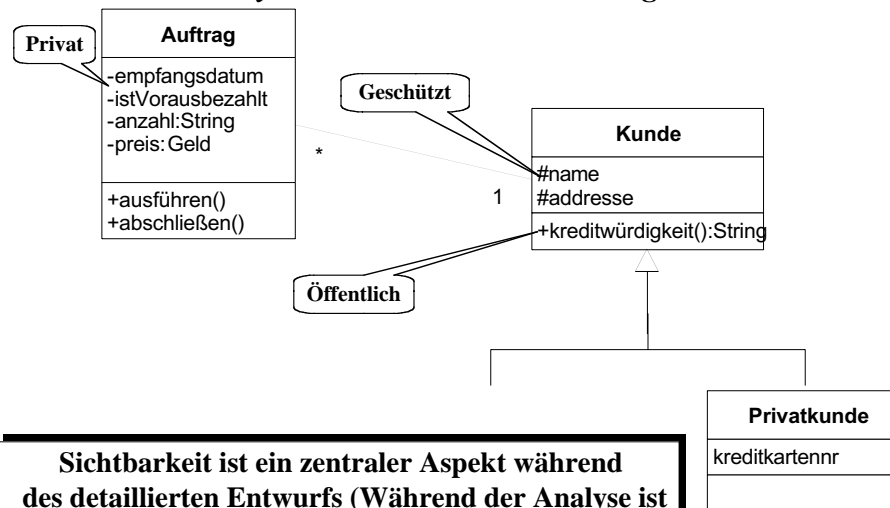 Auftrag
Privat
-empfangsdatum
-istVorausbezahlt
-anzahl:String
-preis:Geld
+ausführen()
+abschließen()
*
1
Geschützt
Kunde
#name
#addresse
+kreditwürdigkeit():String
Öffentlich
Privatkunde
kreditkartennr
Sichtbarkeit ist ein zentraler Aspekt während
des detaillierten Entwurfs (Während der Analyse ist